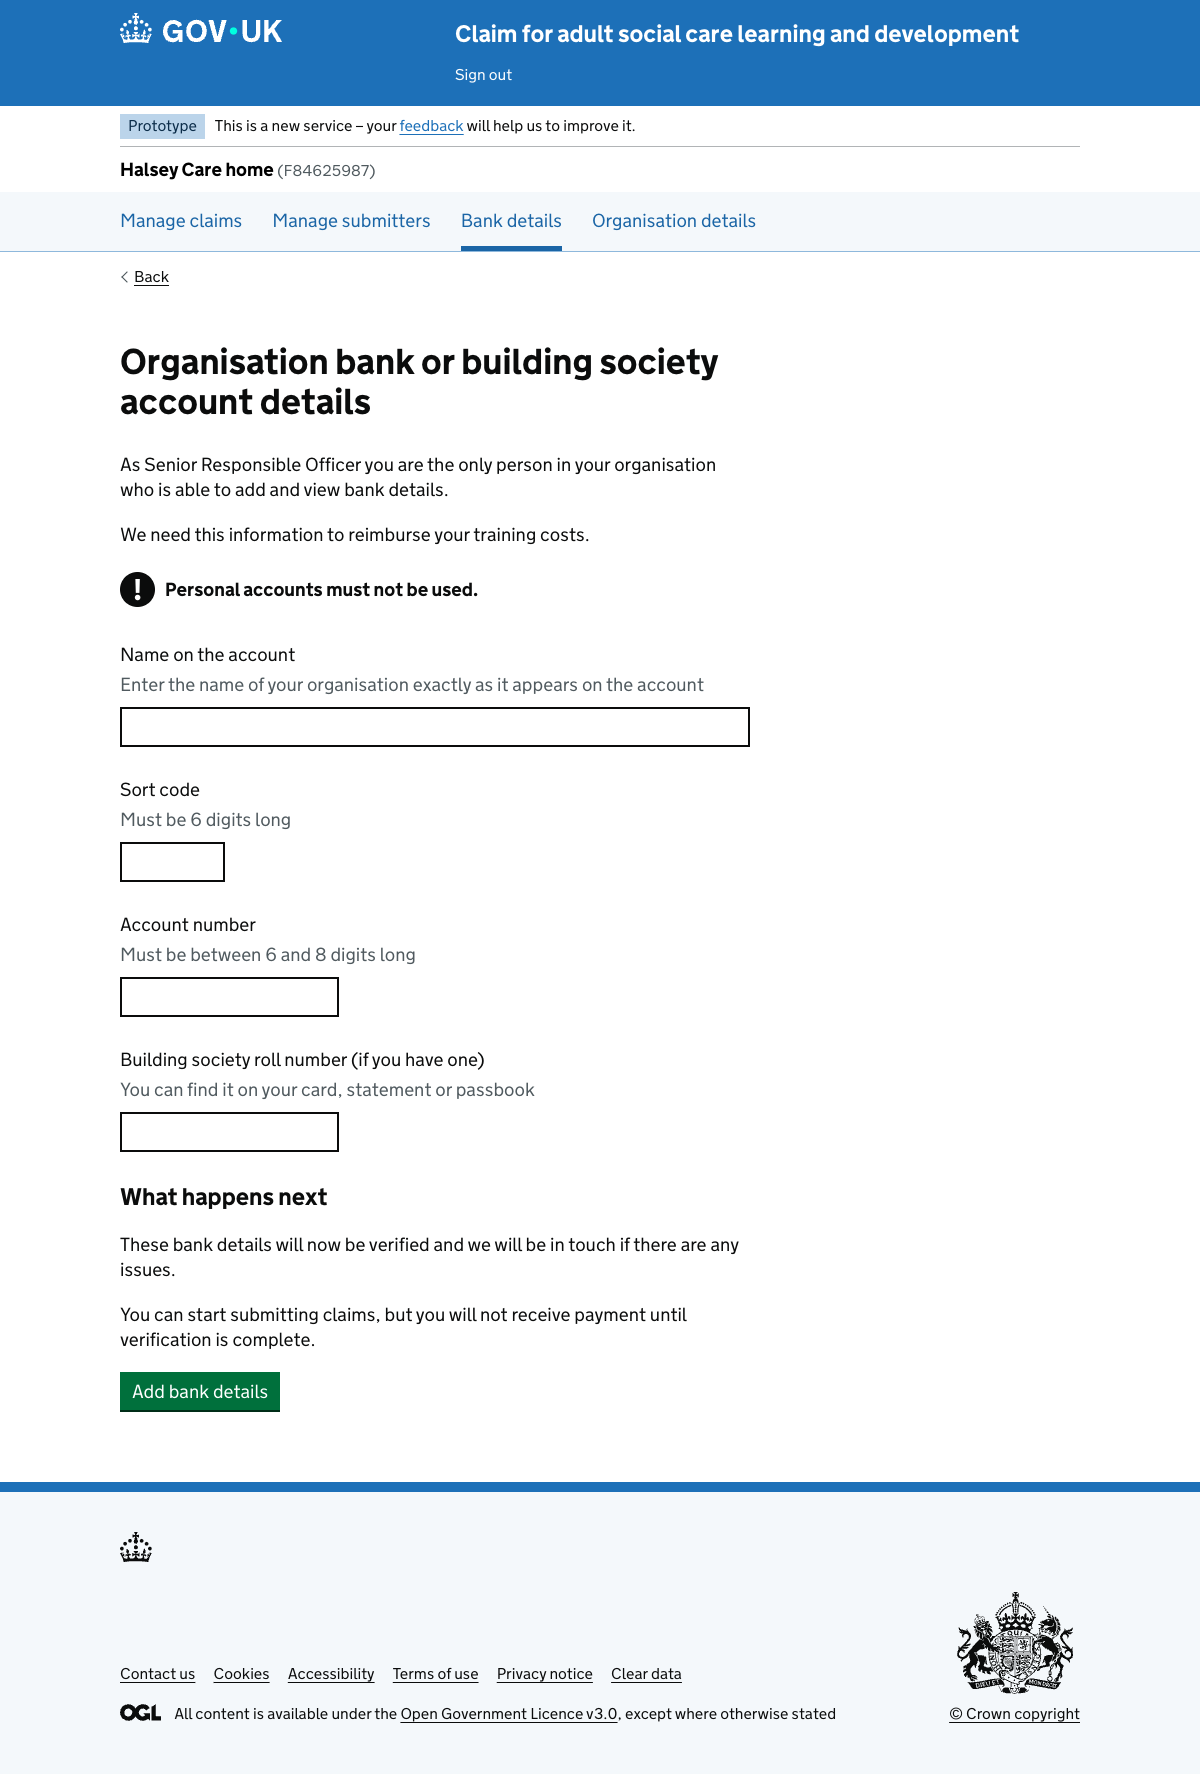 GOV·UK
Claim for adult social care learning and development
Sign out
Prototype This is a new service – your feedback will help us to improve it.
Halsey Care home (F84625987)
Manage claims Manage submitters Bank details Organisation details
Back
Organisation bank or building society
account details
As Senior Responsible Officer you are the only person in your organisation
who is able to add and view bank details.
We need this information to reimburse your training costs.
! Personal accounts must not be used.
Name on the account
Enter the name of your organisation exactly as it appears on the account
Sort code
Must be 6 digits long
Account number
Must be between 6 and 8 digits long
Building society roll number (if you have one)
You can find it on your card, statement or passbook
What happens next
These bank details will now be verified and we will be in touch if there are any
issues.
You can start submitting claims, but you will not receive payment until
verification is complete.
Add bank details
Contact us Cookies Accessibility Terms of use Privacy notice Clear data
OGL All content is available under the Open Government Licence v3.0, except where otherwise stated
DIEU ET MON DROIT
© Crown copyright